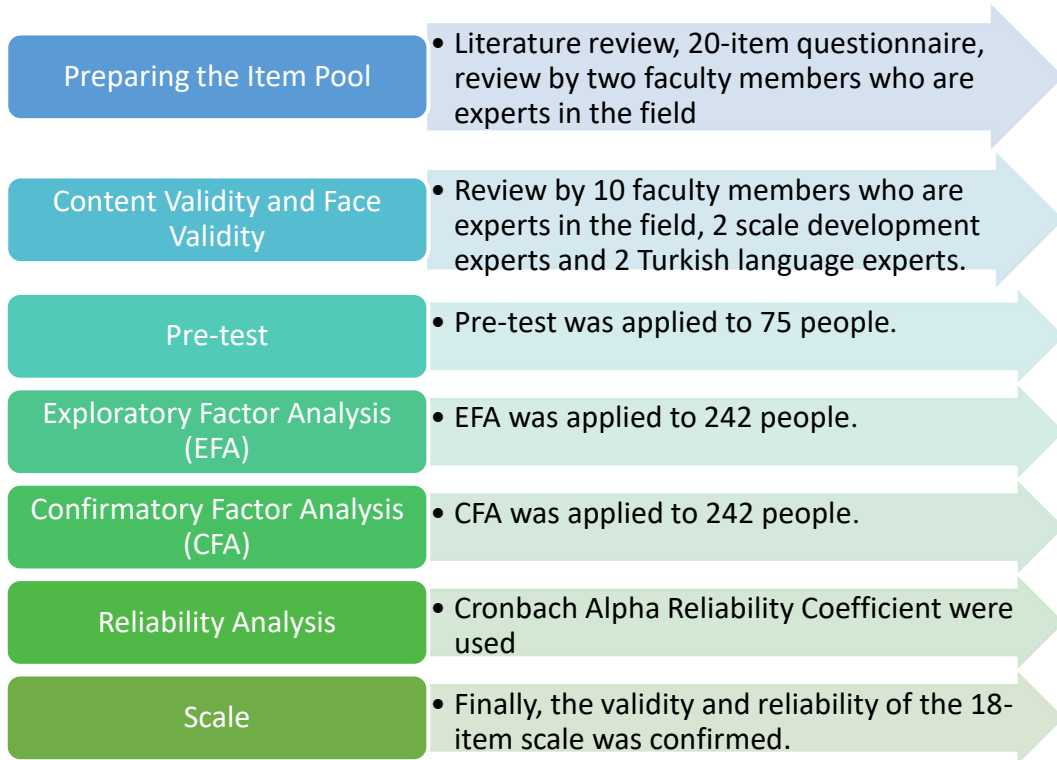 Preparing the Item Pool
• Literature review, 20-item questionnaire,
review by two faculty members who are
experts in the field
Content Validity and Face
Validity
• Review by 10 faculty members who are
experts in the field, 2 scale development
experts and 2 Turkish language experts.
Pre-test
• Pre-test was applied to 75 people.
Exploratory Factor Analysis
(EFA)
• EFA was applied to 242 people.
Confirmatory Factor Analysis
(CFA)
• CFA was applied to 242 people.
Reliability Analysis
• Cronbach Alpha Reliability Coefficient were
used
Scale
• Finally, the validity and reliability of the 18-
item scale was confirmed.